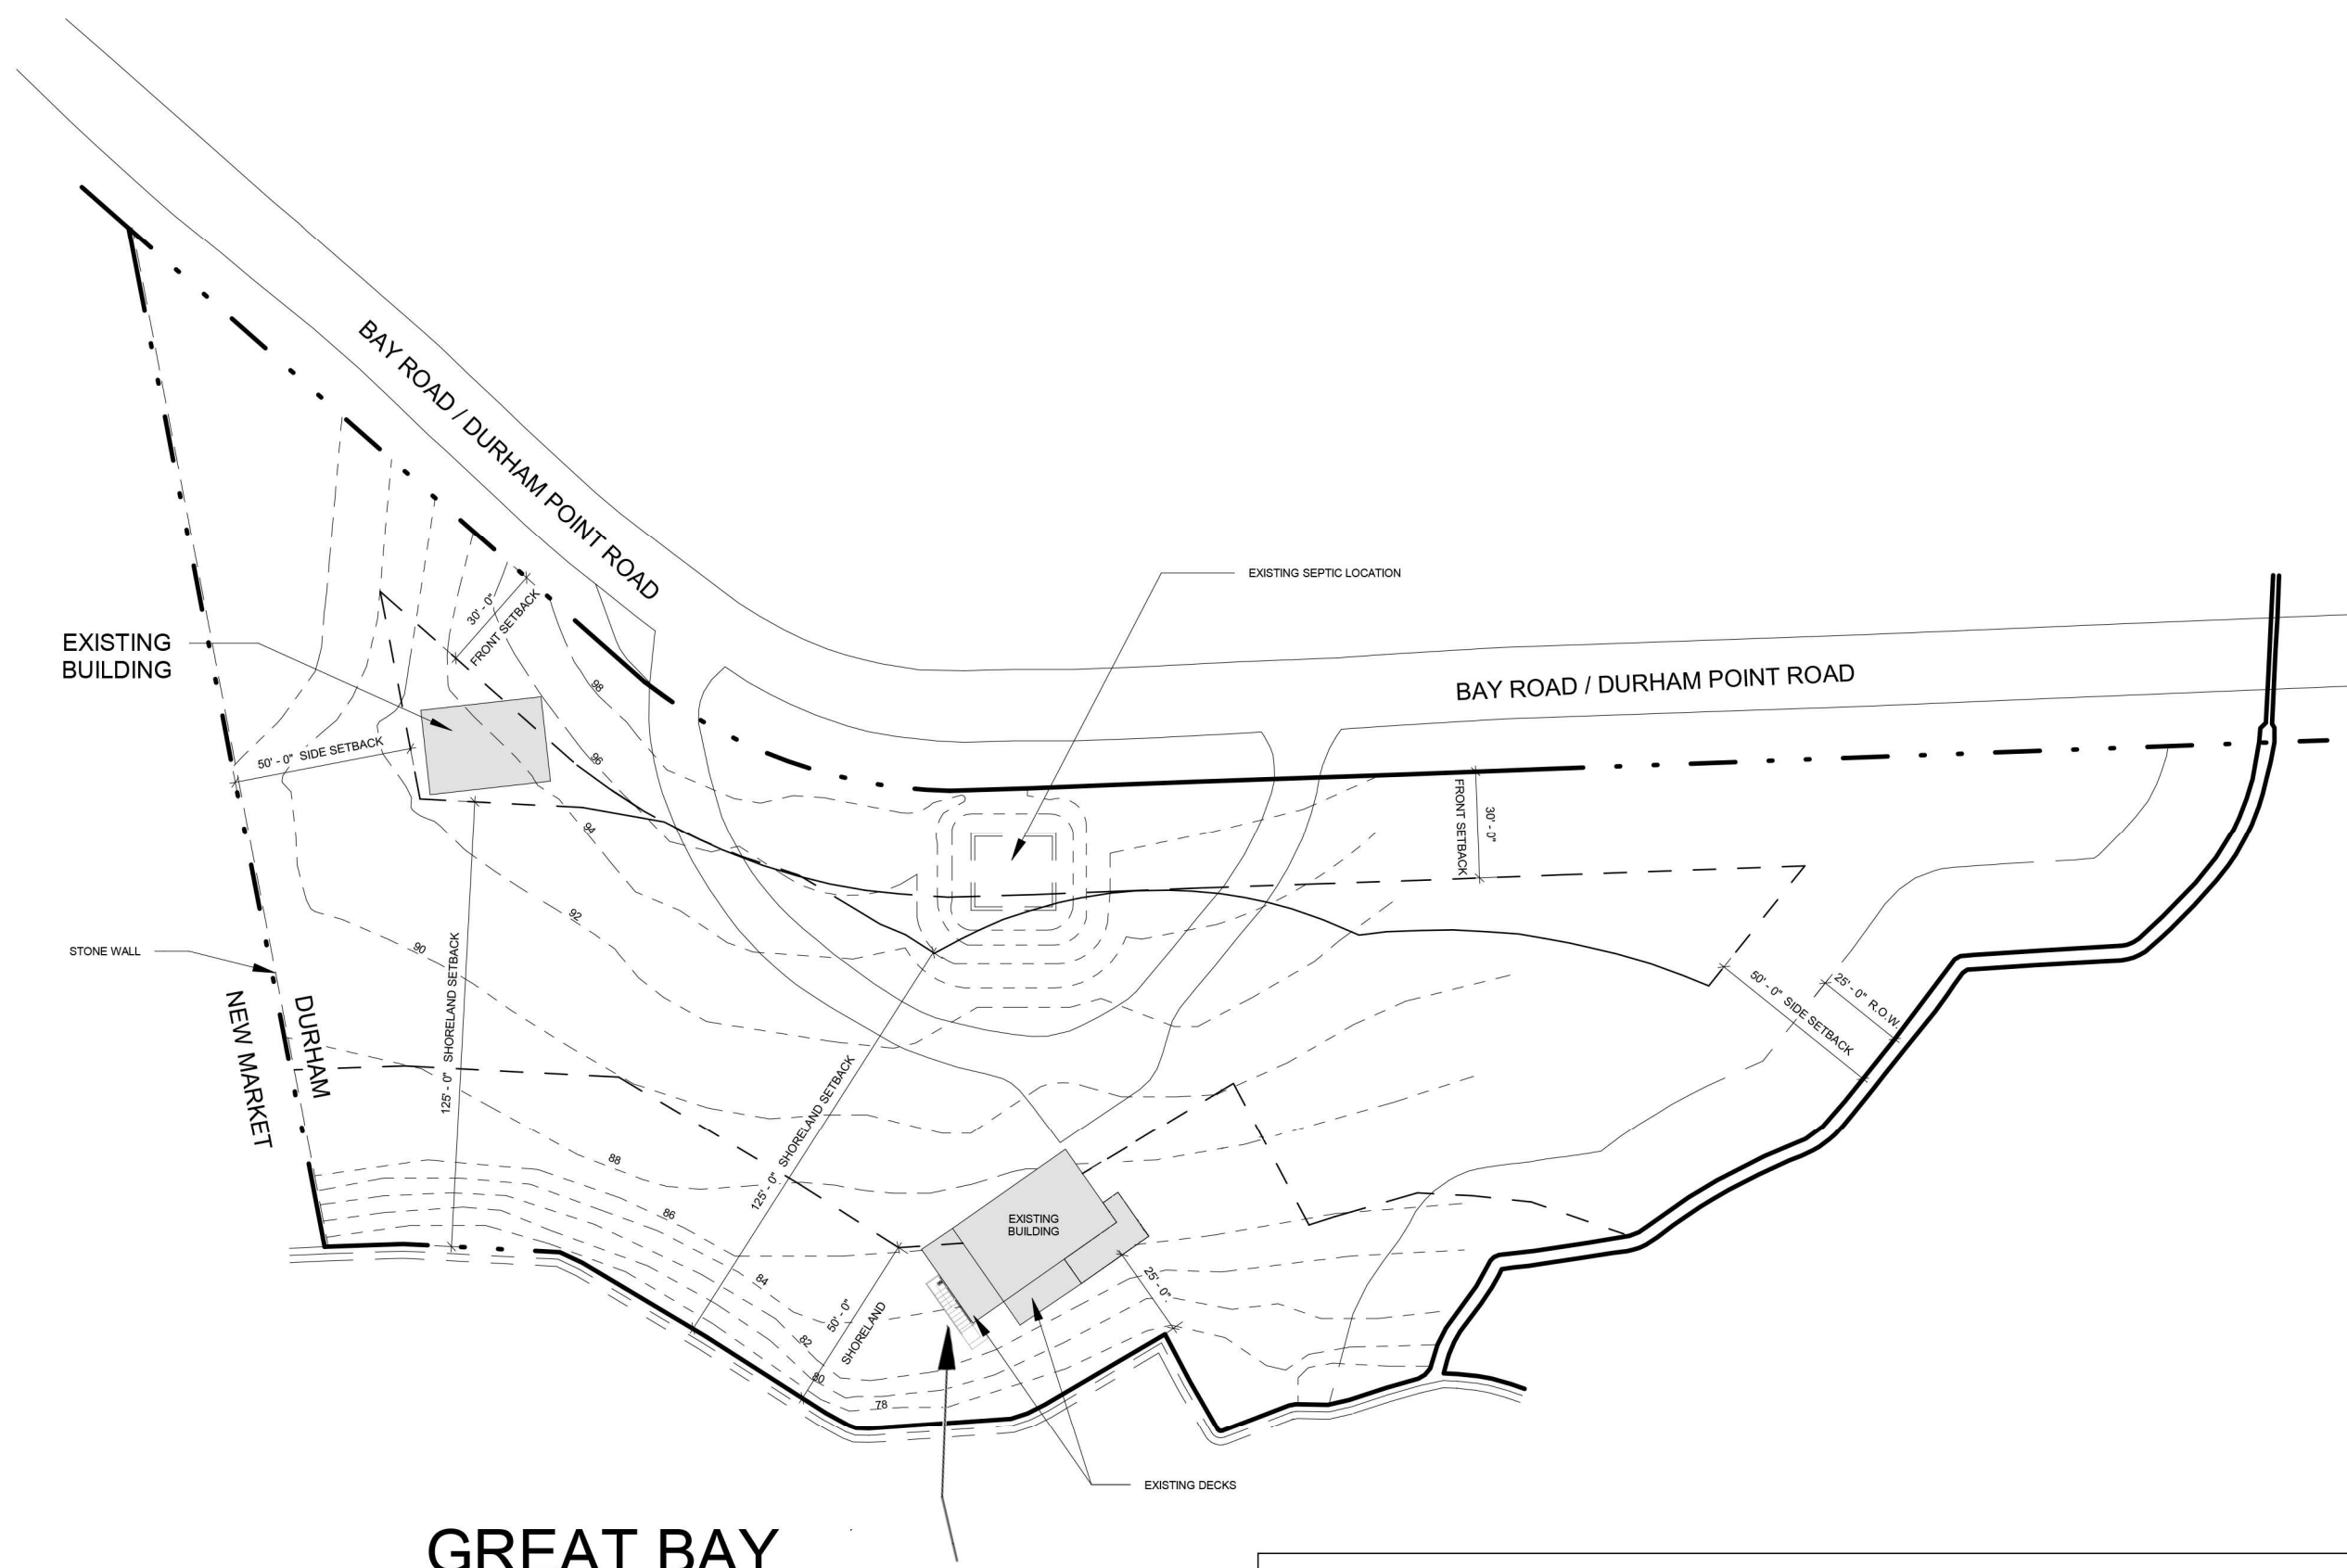 BAY ROAD / DURHAM POINT ROAD
EXISTING SEPTIC LOCATION
30' - 0"
FRONT SETBACK
EXISTING
BUILDING
98
BAY ROAD / DURHAM POINT ROAD
50' - 0" SIDE SETBACK
96
94
FRONT SETBACK
30' - 0"
92
90
STONE WALL
125' - 0" SHORELAND SETBACK
NEW MARKET
DURHAM
50' - 0" SIDE SETBACK
25' - 0" R.O.W.
125' - 0" SHORELAND SETBACK
88
86
EXISTING
BUILDING
84
25' - 0"
50' - 0"
SHORELAND
82
80
78
EXISTING DECKS
GREAT BAY